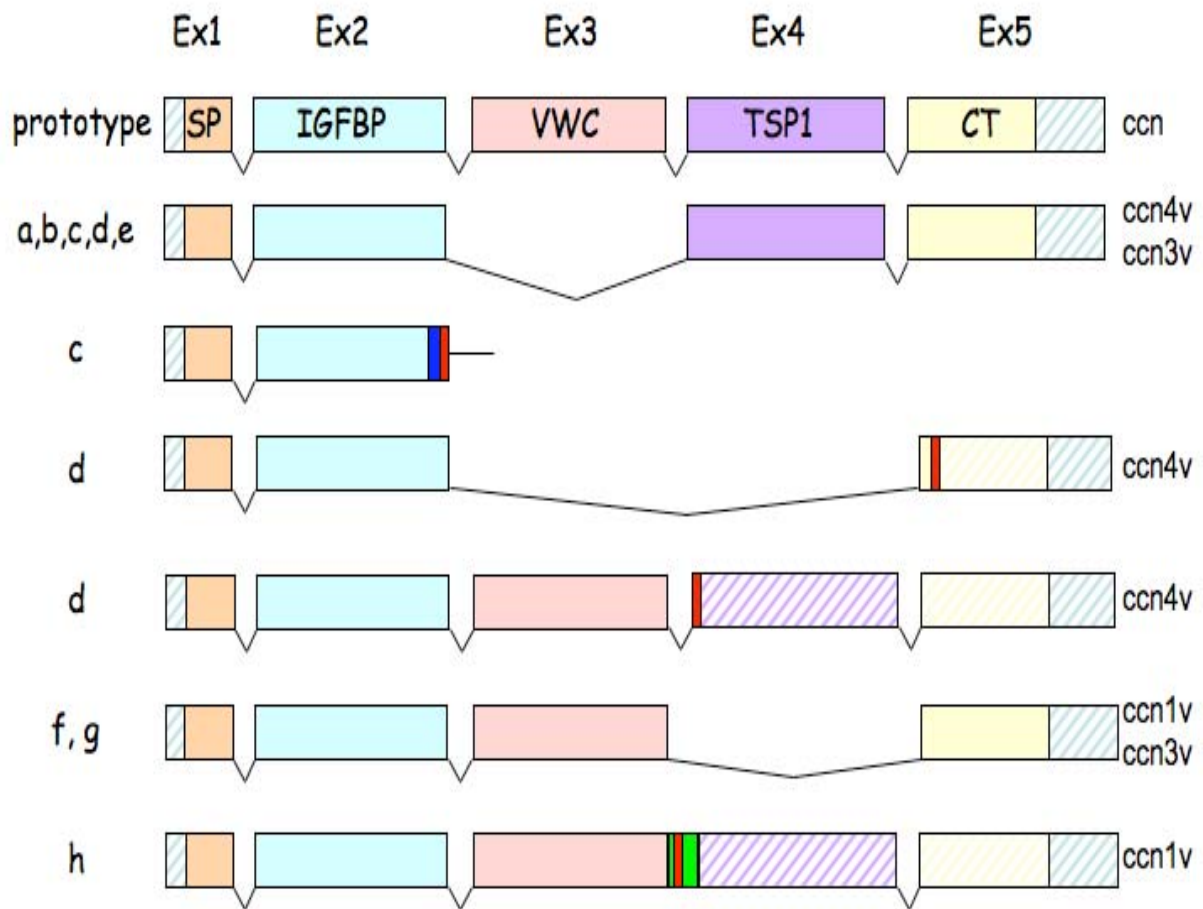 Ex1 Ex2 Ex3 Ex4 Ex5
prototype SP IGFBP VWC TSP1 CT ccn
a,b,c,d,e ccn4v
ccn3v
c
d ccn4v
d ccn4v
f, g ccn1v
ccn3v
h ccn1v